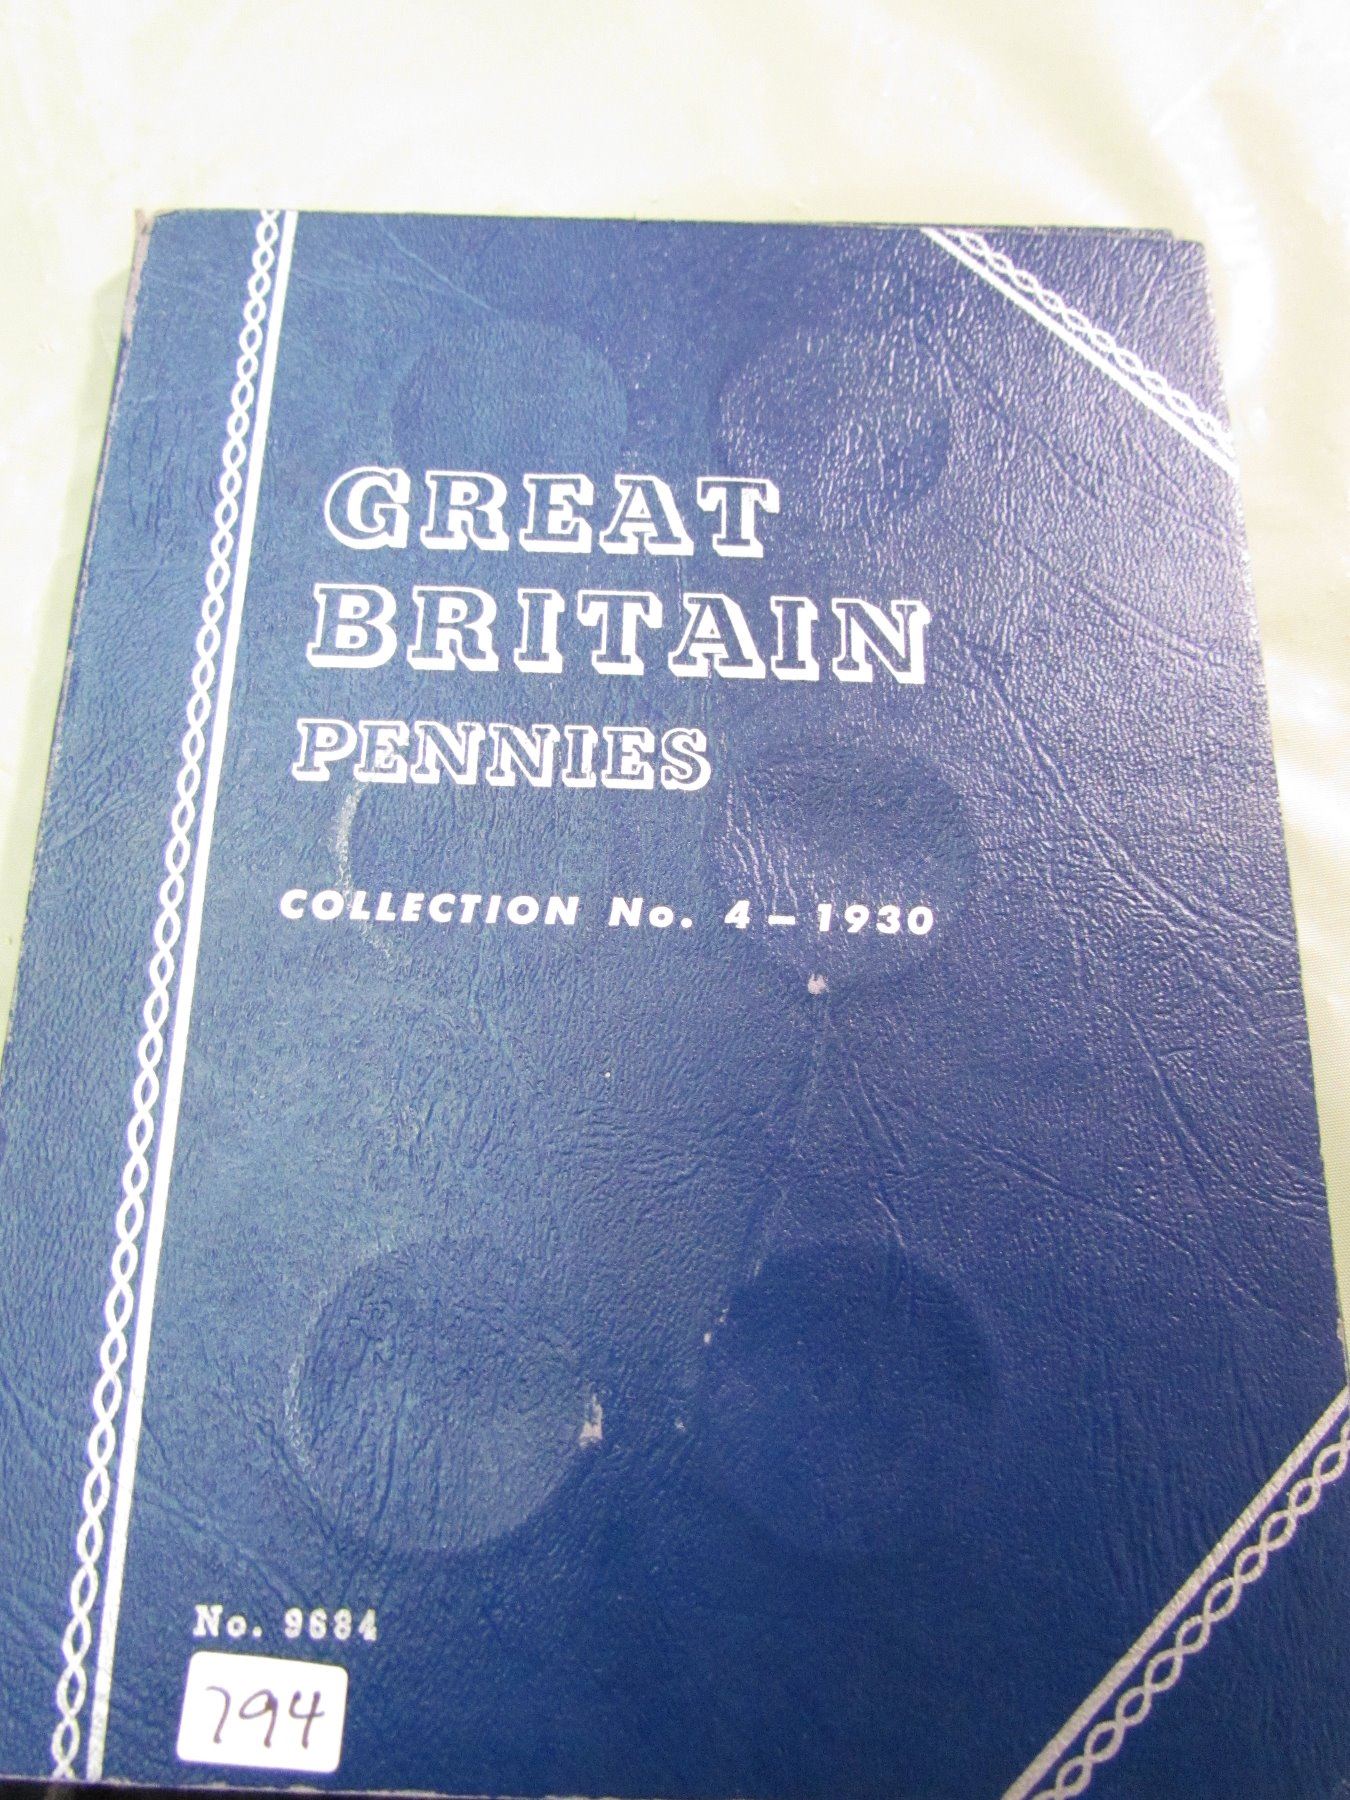 GREAT
BRITAIN
PENNIES
COLLECTION No. 4 – 1930
No. 9684
794